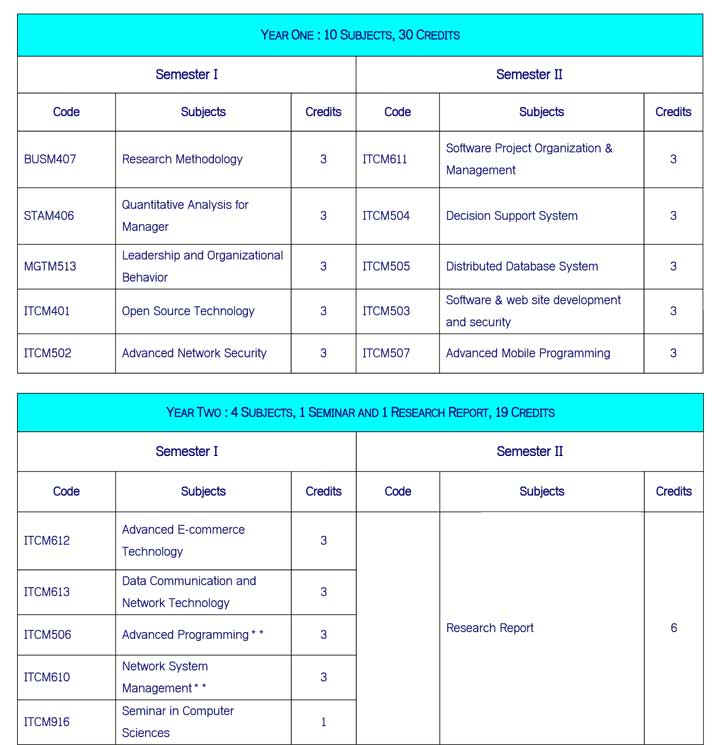 YEAR ONE : 10 SUBJECTS, 30 CREDITS
Semester I Semester II
Code Subjects Credits Code Subjects Credits
BUSM407 Research Methodology 3 ITCM611 Software Project Organization &
Management 3
STAM406 Quantitative Analysis for
Manager 3 ITCM504 Decision Support System 3
MGTM513 Leadership and Organizational
Behavior 3 ITCM505 Distributed Database System 3
ITCM401 Open Source Technology 3 ITCM503 Software & web site development
and security 3
ITCM502 Advanced Network Security 3 ITCM507 Advanced Mobile Programming 3
YEAR TWO : 4 SUBJECTS, 1 SEMINAR AND 1 RESEARCH REPORT, 19 CREDITS
Semester I Semester II
Code Subjects Credits Code Subjects Credits
ITCM612 Advanced E-commerce
Technology 3
ITCM613 Data Communication and
Network Technology 3
ITCM506 Advanced Programming** 3
Research Report 6
ITCM610 Network System
Management** 3
ITCM916 Seminar in Computer
Sciences 1